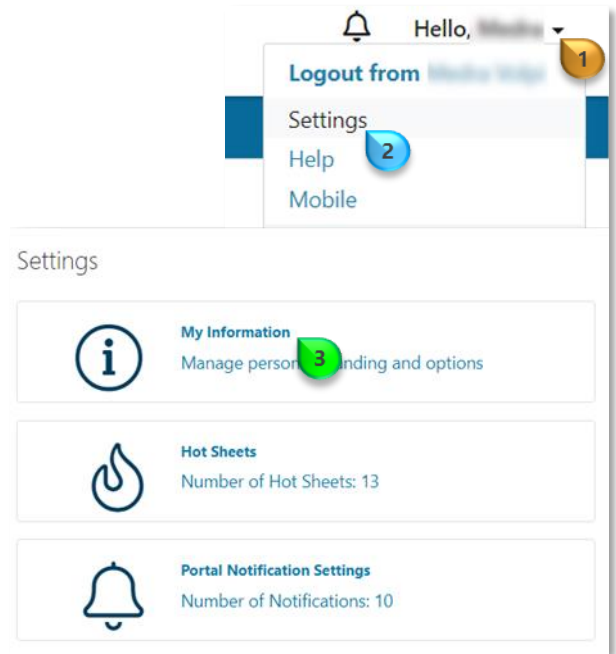 Hello,
1
Logout from
Settings
2
Help
Mobile
Settings
My Information
Manage person 3 nding and options
Hot Sheets
Number of Hot Sheets: 13
Portal Notification Settings
Number of Notifications: 10